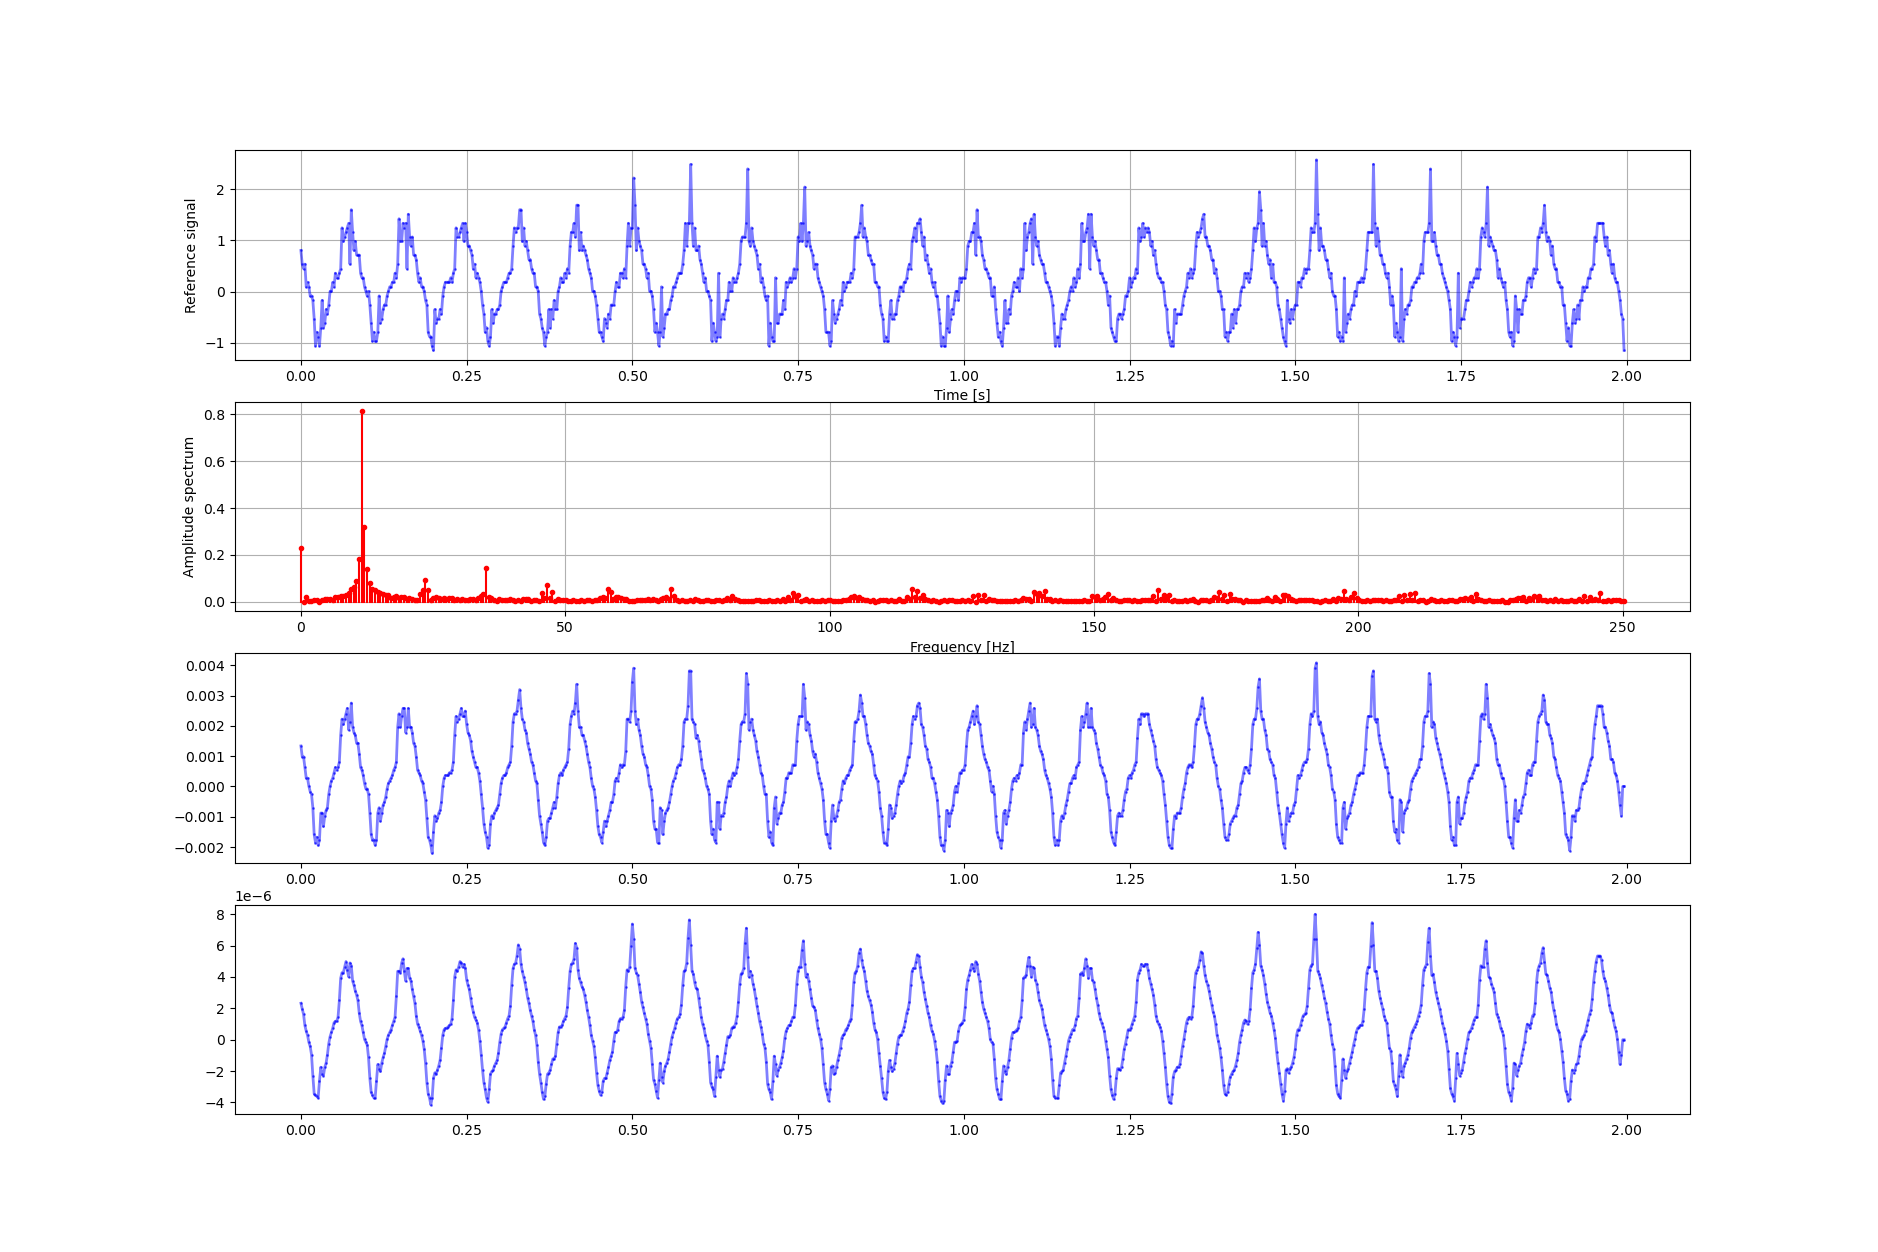 Reference signal
2
1
0
−1
0.00 0.25 0.50 0.75 1.00 1.25 1.50 1.75 2.00
Time [s]
Amplitude spectrum
0.8
0.6
0.4
0.2
0.0
0 50 100 150 200 250
Frequency [Hz]
0.004
0.003
0.002
0.001
0.000
−0.001
−0.002
0.00 0.25 0.50 0.75 1.00 1.25 1.50 1.75 2.00
1e−6
8
6
4
2
0
−2
−4
0.00 0.25 0.50 0.75 1.00 1.25 1.50 1.75 2.00